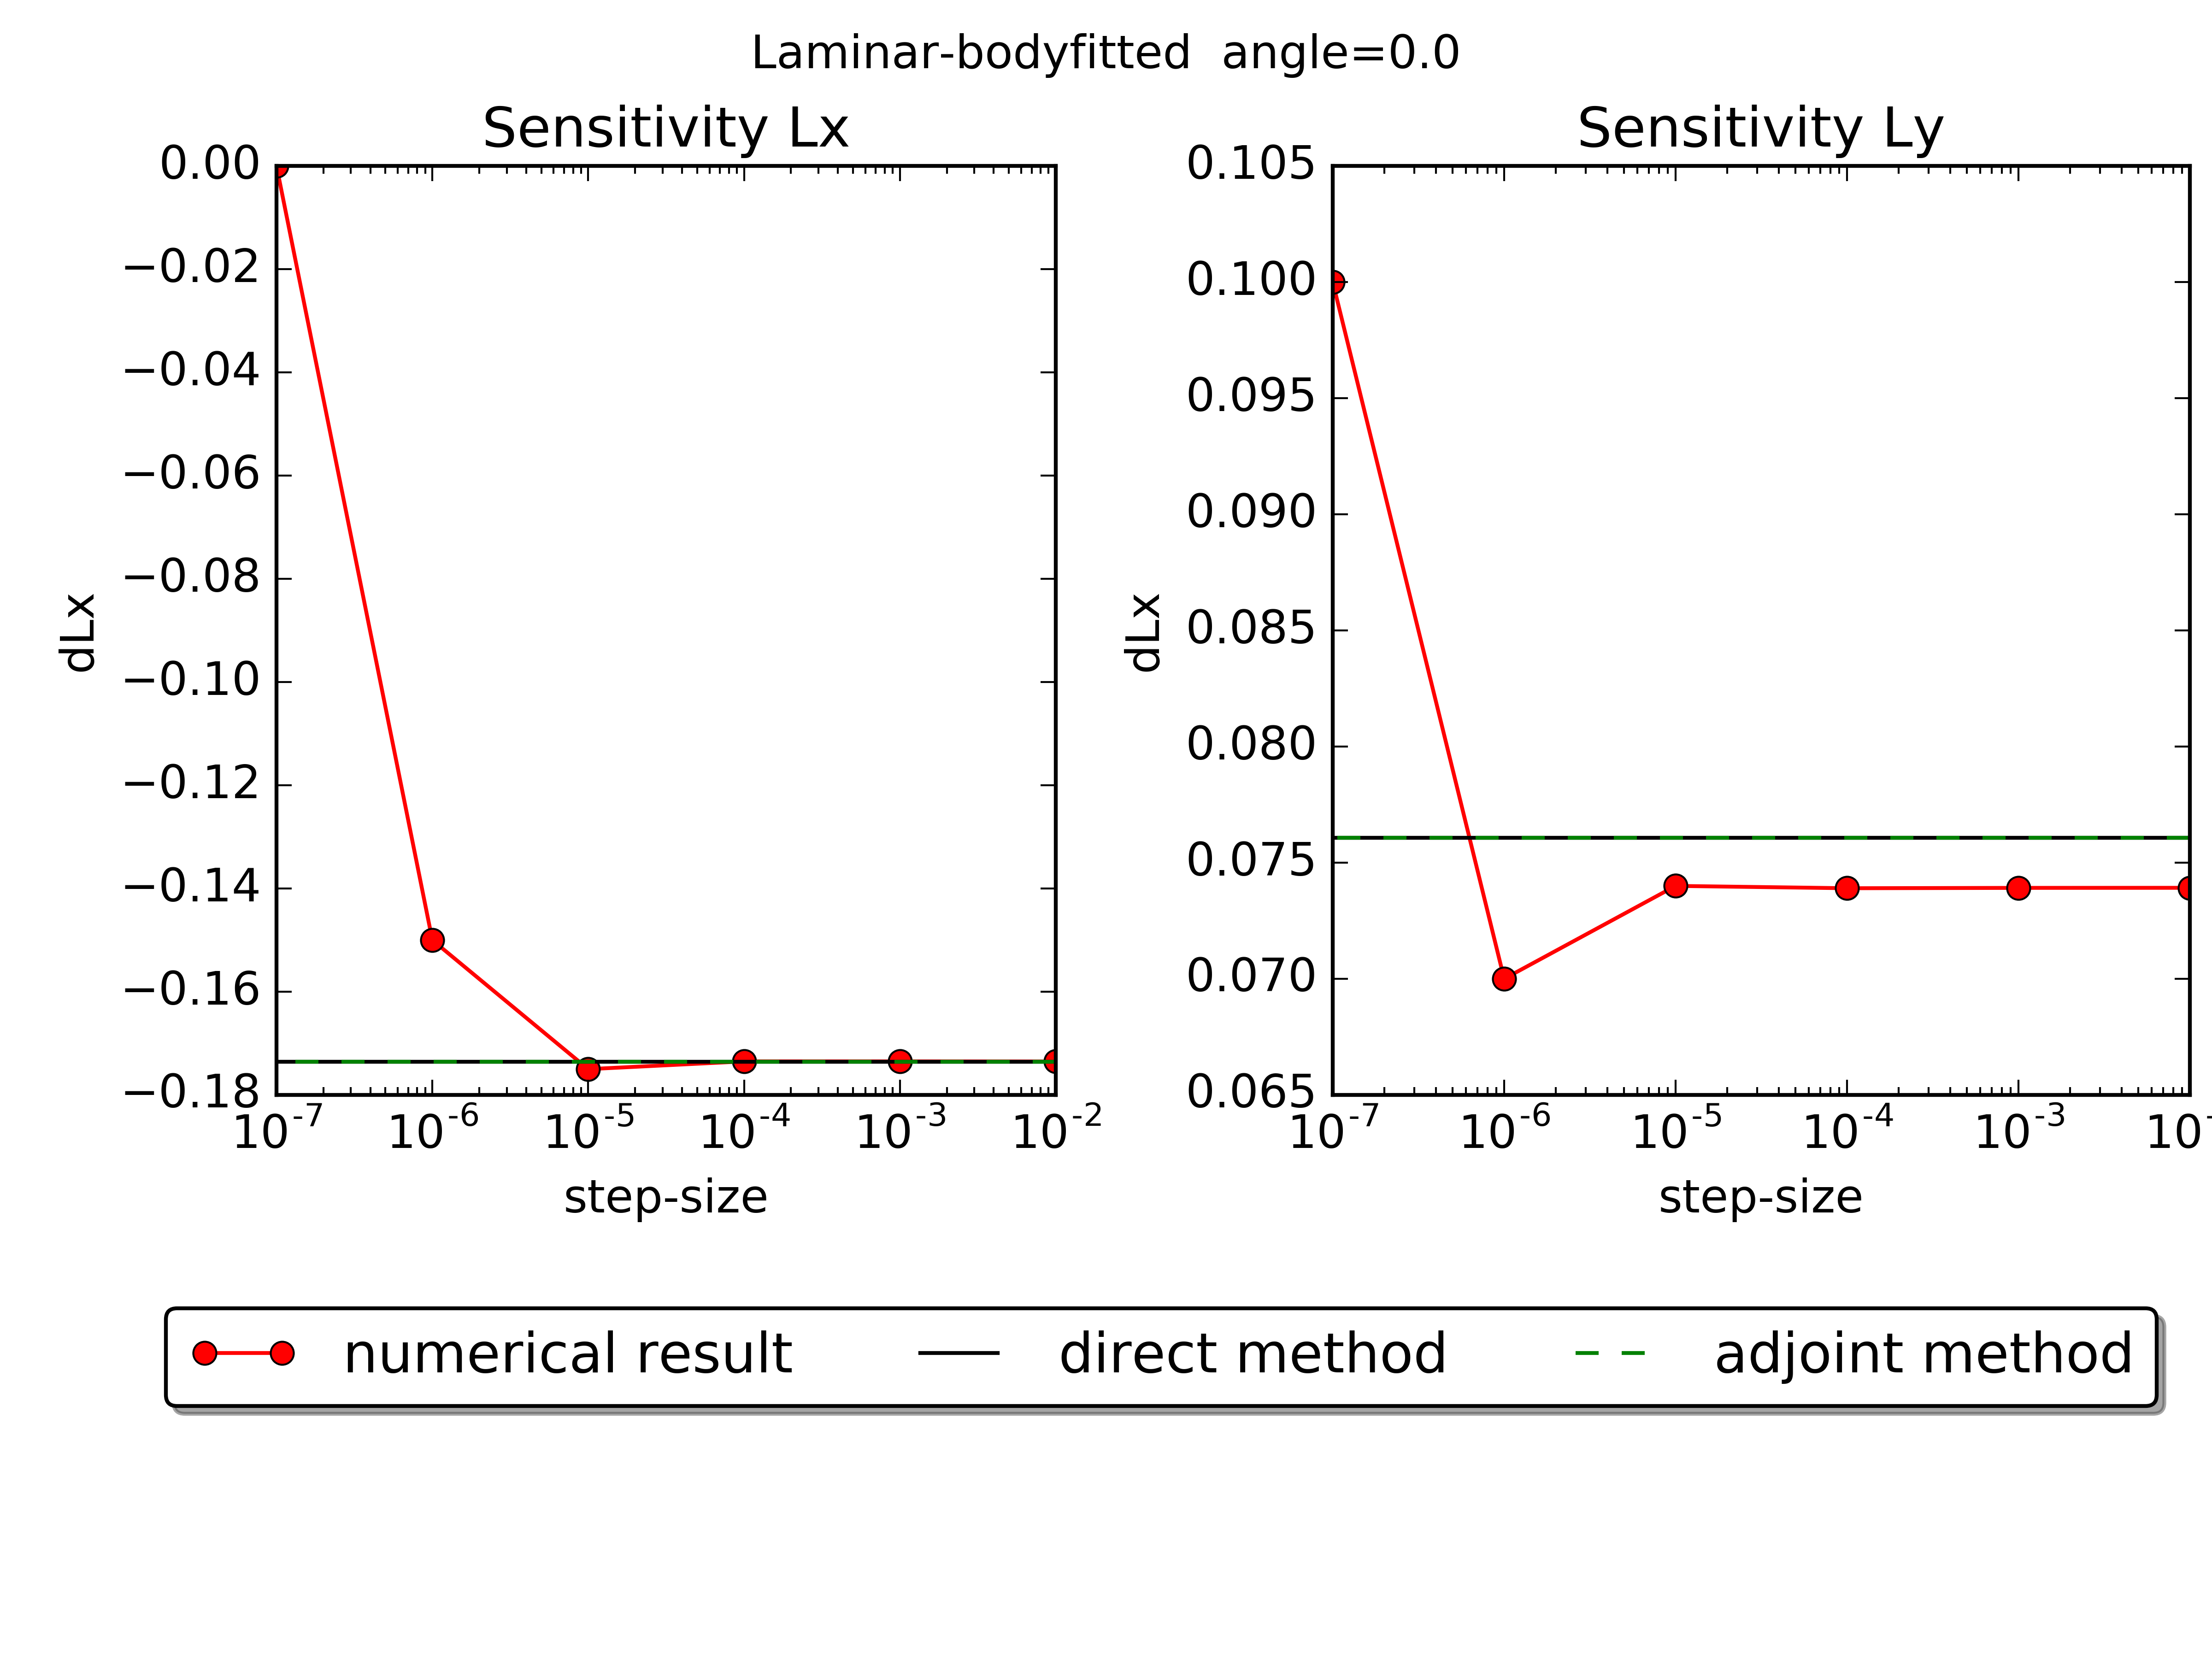 Laminar-bodyfitted angle=0.0
Sensitivity Lx
0.00
−0.02
−0.04
−0.06
−0.08
−0.10
−0.12
−0.14
−0.16
−0.18
dLx
10-7 10-6 10-5 10-4 10-3 10-2
step-size
Sensitivity Ly
0.105
0.100
0.095
0.090
0.085
0.080
0.075
0.070
0.065
dLx
10-7 10-6 10-5 10-4 10-3 10-
step-size
numerical result direct method adjoint method